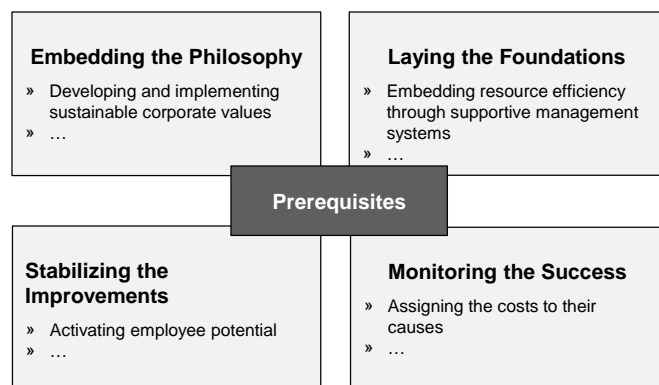 Embedding the Philosophy
» Developing and implementing
sustainable corporate values
» …
Laying the Foundations
» Embedding resource efficiency
through supportive management
systems
» …
Prerequisites
Stabilizing the
Improvements
» Activating employee potential
» …
Monitoring the Success
» Assigning the costs to their
causes
» …